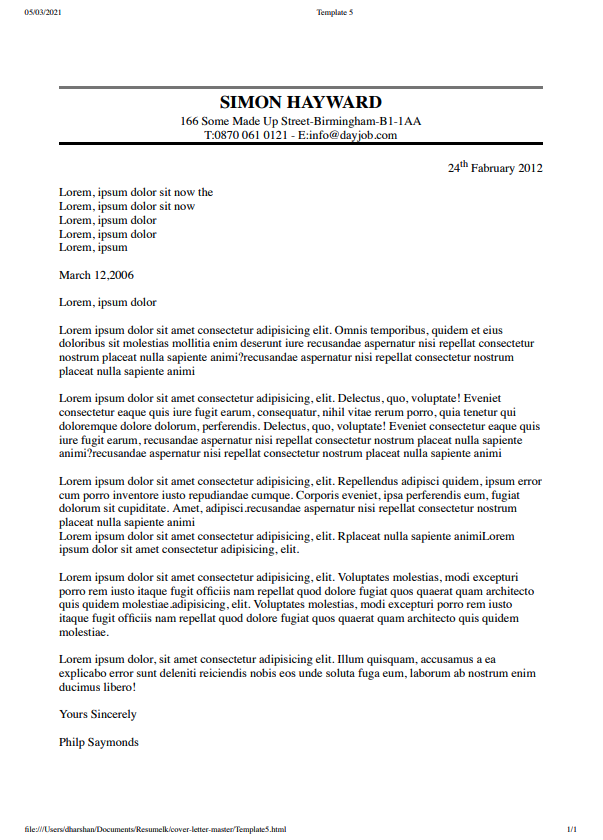 05/03/2021 Template 5
SIMON HAYWARD
166 Some Made Up Street-Birmingham-B1-1AA
T:0870 061 0121 - E:info@dayjob.com
24th Fabruary 2012
Lorem, ipsum dolor sit now the
Lorem, ipsum dolor sit now
Lorem, ipsum dolor
Lorem, ipsum dolor
Lorem, ipsum
March 12,2006
Lorem, ipsum dolor
Lorem ipsum dolor sit amet consectetur adipisicing elit. Omnis temporibus, quidem et eius
doloribus sit molestias mollitia enim deserunt iure recusandae aspernatur nisi repellat consectetur
nostrum placeat nulla sapiente animi?recusandae aspernatur nisi repellat consectetur nostrum
placeat nulla sapiente animi
Lorem ipsum dolor sit amet consectetur adipisicing, elit. Delectus, quo, voluptate! Eveniet
consectetur eaque quis iure fugit earum, consequatur, nihil vitae rerum porro, quia tenetur qui
doloremque dolore dolorum, perferendis. Delectus, quo, voluptate! Eveniet consectetur eaque quis
iure fugit earum, recusandae aspernatur nisi repellat consectetur nostrum placeat nulla sapiente
animi?recusandae aspernatur nisi repellat consectetur nostrum placeat nulla sapiente animi
Lorem ipsum dolor sit amet consectetur adipisicing, elit. Repellendus adipisci quidem, ipsum error
cum porro inventore iusto repudiandae cumque. Corporis eveniet, ipsa perferendis eum, fugiat
dolorum sit cupiditate. Amet, adipisci.recusandae aspernatur nisi repellat consectetur nostrum
placeat nulla sapiente animi
Lorem ipsum dolor sit amet consectetur adipisicing, elit. Rplaceat nulla sapiente animiLorem
ipsum dolor sit amet consectetur adipisicing, elit.
Lorem ipsum dolor sit amet consectetur adipisicing, elit. Voluptates molestias, modi excepturi
porro rem iusto itaque fugit officiis nam repellat quod dolore fugiat quos quaerat quam architecto
quis quidem molestiae.adipisicing, elit. Voluptates molestias, modi excepturi porro rem iusto
itaque fugit officiis nam repellat quod dolore fugiat quos quaerat quam architecto quis quidem
molestiae.
Lorem ipsum dolor, sit amet consectetur adipisicing elit. Illum quisquam, accusamus a ea
explicabo error sunt deleniti reiciendis nobis eos unde soluta fuga eum, laborum ab nostrum enim
ducimus libero!
Yours Sincerely
Philp Saymonds
file:///Users/dharshan/Documents/Resumelk/cover-letter-master/Template5.html 1/1